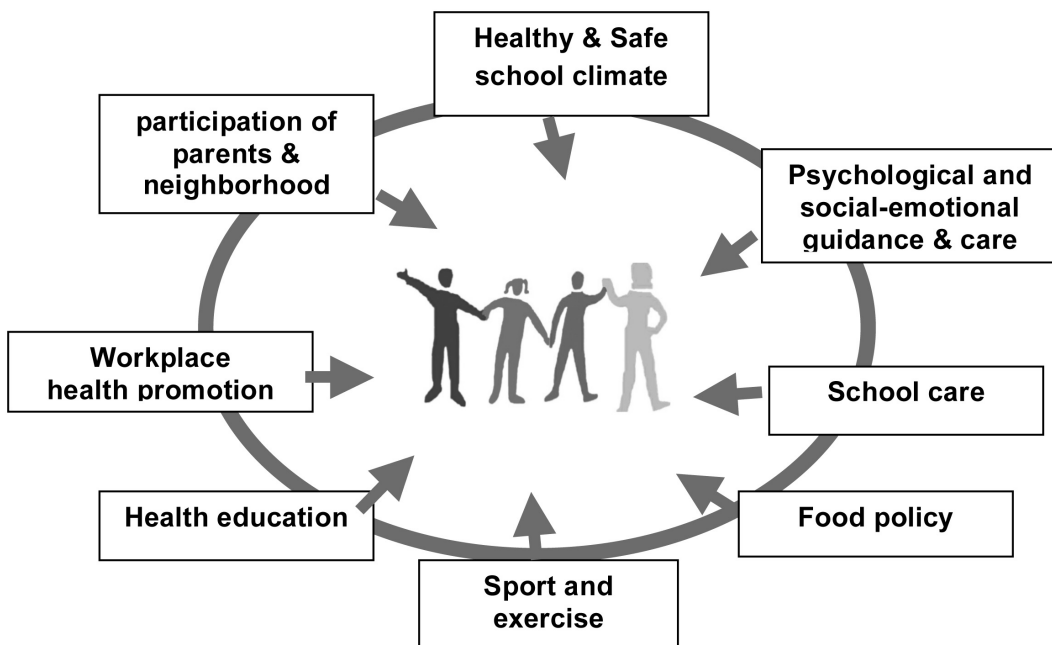 Healthy & Safe
school climate
participation of
parents &
neighborhood
Psychological and
social-emotional
guidance & care
Workplace
health promotion
School care
Health education
Food policy
Sport and
exercise